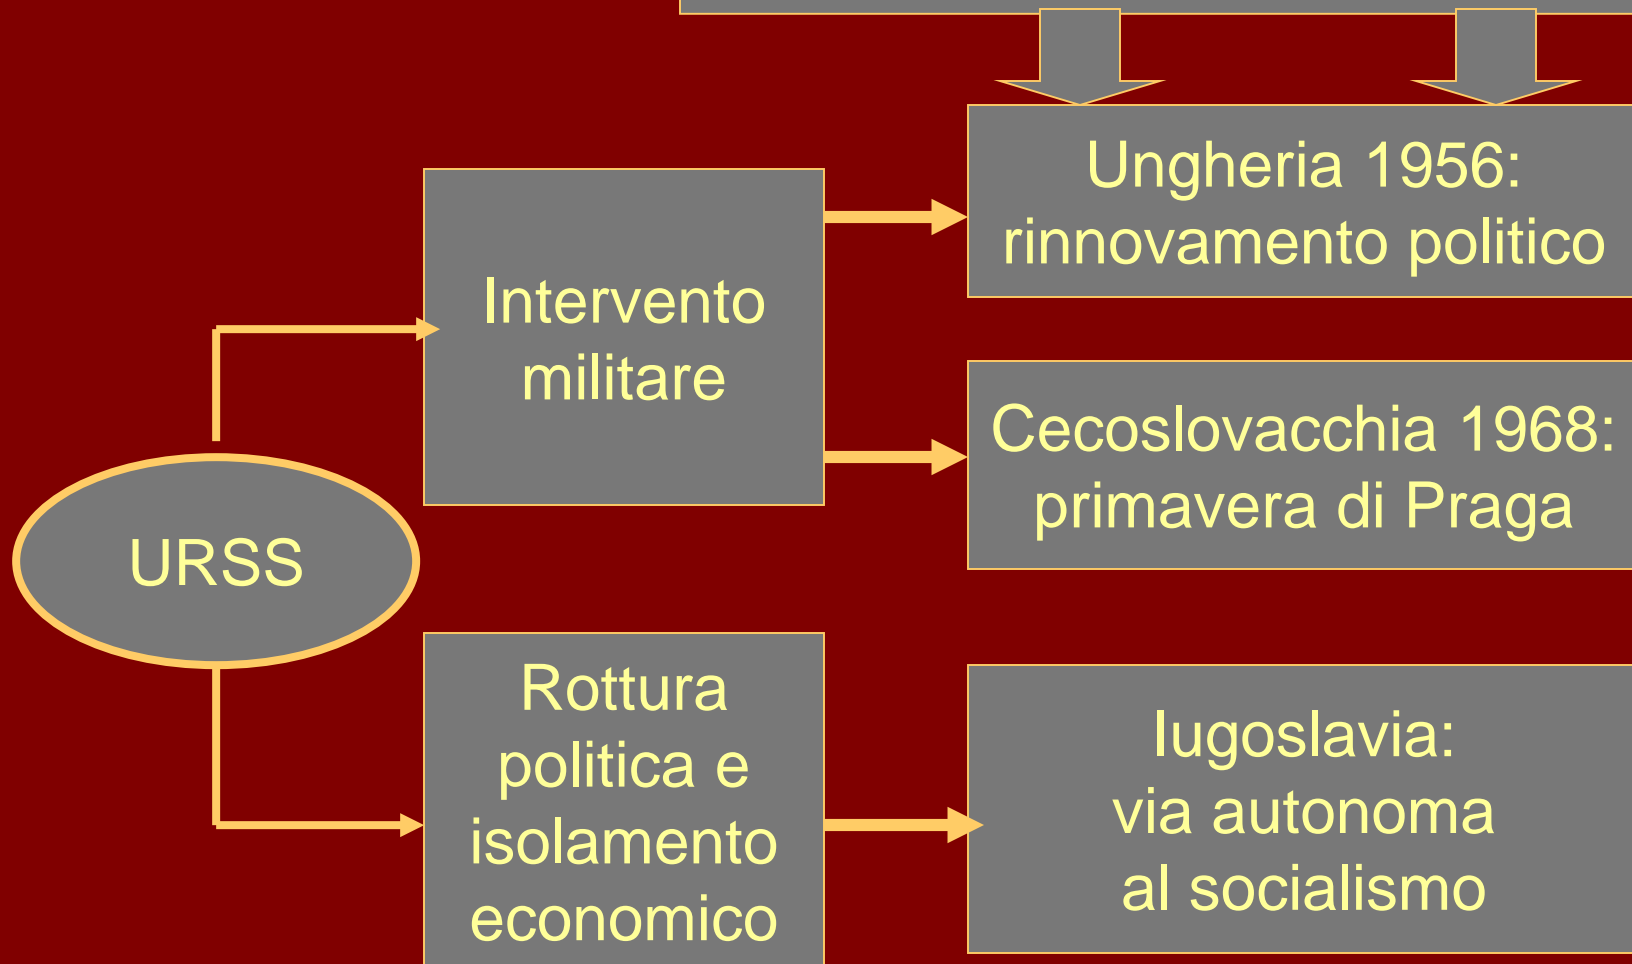 Ungheria 1956:
rinnovamento politico
Intervento
militare
Cecoslovacchia 1968:
primavera di Praga
URSS
Rottura
politica e
isolamento
economico
Iugoslavia:
via autonoma
al socialismo